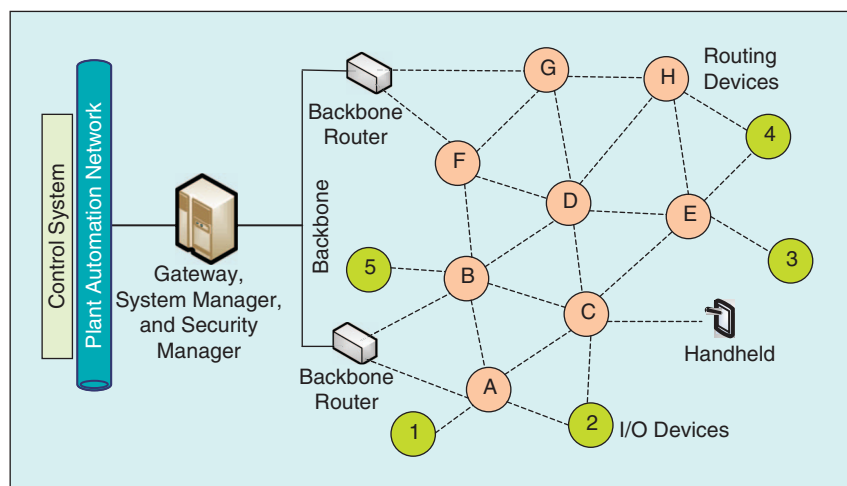 Control System
Plant Automation Network
Gateway,
System Manager,
and Security
Manager
Backbone
Backbone
Router
Backbone
Router
G
H
Routing
Devices
4
F
D
E
3
5
B
C
Handheld
A
1
2
I/O Devices